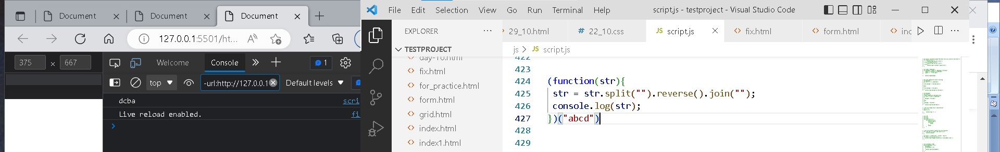 Document
Document
Document
127.0.0.1:5501/ht...
375 × 667
Welcome
Console
1
top
-url:http://127.0.0.1
Default levels
dcba
scri
Live reload enabled.
fi
File Edit Selection View Go Run Terminal Help
script.js - testproject - Visual Studio Code
EXPLORER
TESTPROJECT
day-10.html
fix.html
for_practice.html
form.html
grid.html
index.html
index1.html
29_10.html
# 22_10.css
JS script.js
fix.html
form.html
inc
js > JS script.js
422
423
424 (function(str){
425 str = str.split("").reverse().join("");
426 console.log(str);
427 })("abcd")
428
429